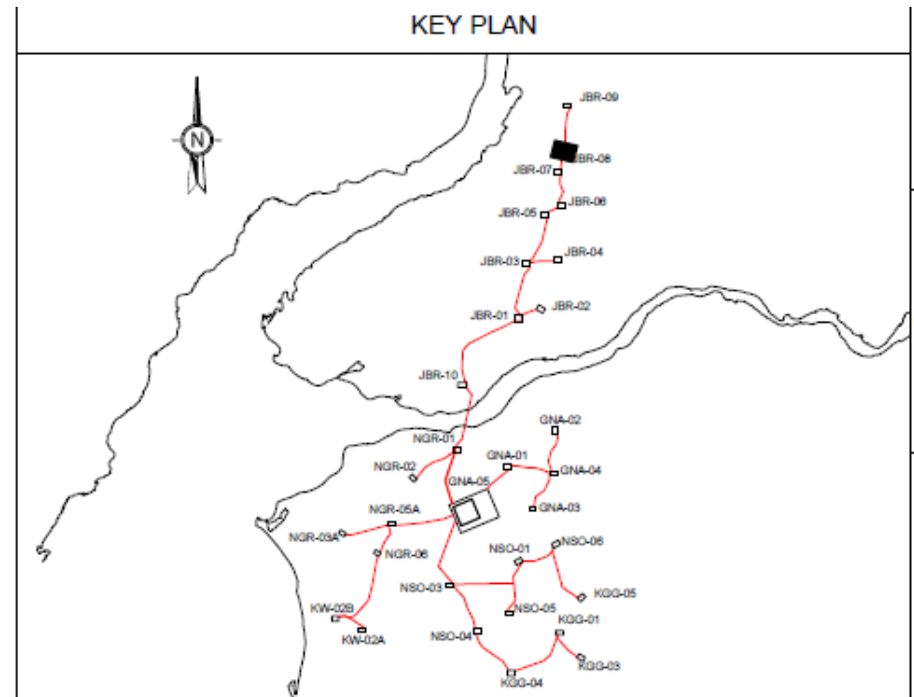 KEY PLAN
N
JBR-09
JBR-08
JBR-07
JBR-06
JBR-05
JBR-04
JBR-03
JBR-02
JBR-01
JBR-10
GNA-02
NGR-01
GNA-01
NGR-02
GNA-04
GNA-05
NGR-05A
GNA-03
NGR-03A
NSO-06
NSO-01
NGR-06
NSO-03
KGG-05
KW-02B
NSO-05
KGG-01
KW-02A
NSO-04
KGG-03
KGG-04